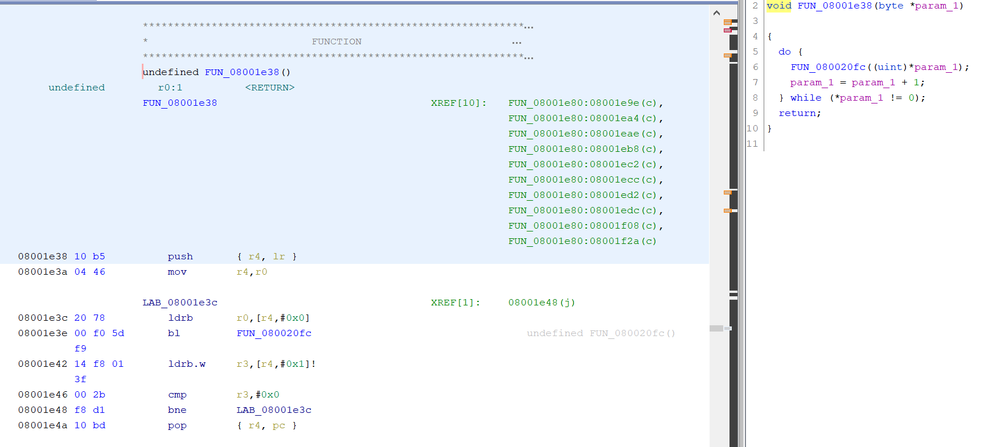 *************************************************************...
* FUNCTION ...
*************************************************************...
undefined FUN_08001e38()
undefined r0:1 <RETURN>
FUN_08001e38 XREF[10]: FUN_08001e80:08001e9e(c),
FUN_08001e80:08001ea4(c),
FUN_08001e80:08001eae(c),
FUN_08001e80:08001eb8(c),
FUN_08001e80:08001ec2(c),
FUN_08001e80:08001ecc(c),
FUN_08001e80:08001ed2(c),
FUN_08001e80:08001edc(c),
FUN_08001e80:08001f08(c),
FUN_08001e80:08001f2a(c)
08001e38 10 b5 push { r4, lr }
08001e3a 04 46 mov r4,r0
LAB_08001e3c XREF[1]: 08001e48(j)
08001e3c 20 78 ldrb r0,[r4,#0x0]
08001e3e 00 f0 5d bl FUN_080020fc undefined FUN_080020fc()
f9
08001e42 14 f8 01 ldrb.w r3,[r4,#0x1]!
3f
08001e46 00 2b cmp r3,#0x0
08001e48 f8 d1 bne LAB_08001e3c
08001e4a 10 bd pop { r4, pc }
2 void FUN_08001e38(byte *param_1)
3
4 {
5 do {
6 FUN_080020fc((uint)*param_1);
7 param_1 = param_1 + 1;
8 } while (*param_1 != 0);
9 return;
10 }
11